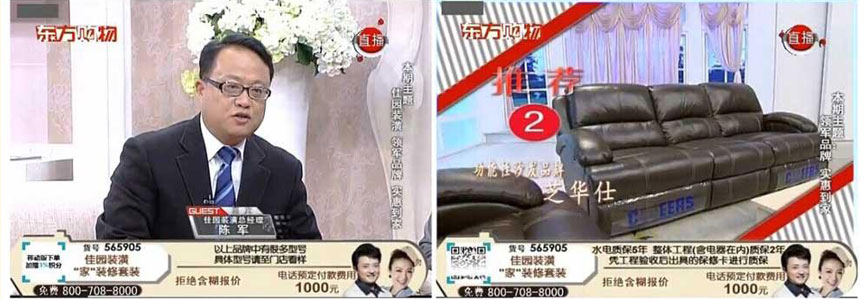 东方购物
直播
本期主题
佳园装潢 领军品牌 实惠到家
GUEST
佳园装潢总经理
陈军
移动版下单
货号 565905
佳园装潢
“家”装修套装
免费 800-708-8000
以上品牌中有很多型号
具体型号请至门店看样
拒绝含糊报价
电话预定付款费用
1000元
东方购物
直播
推荐
2
功能性沙发品牌
芝华仕
CHEERS
本期主题
领军品牌 实惠到家
货号 565905
佳园装潢
“家”装修套装
免费 800-708-8000
水电质保6年 整体工程(含电器在内)质保2年
凭工程验收后出具的保修卡进行质保
拒绝含糊报价
电话预定付款费用
1000元